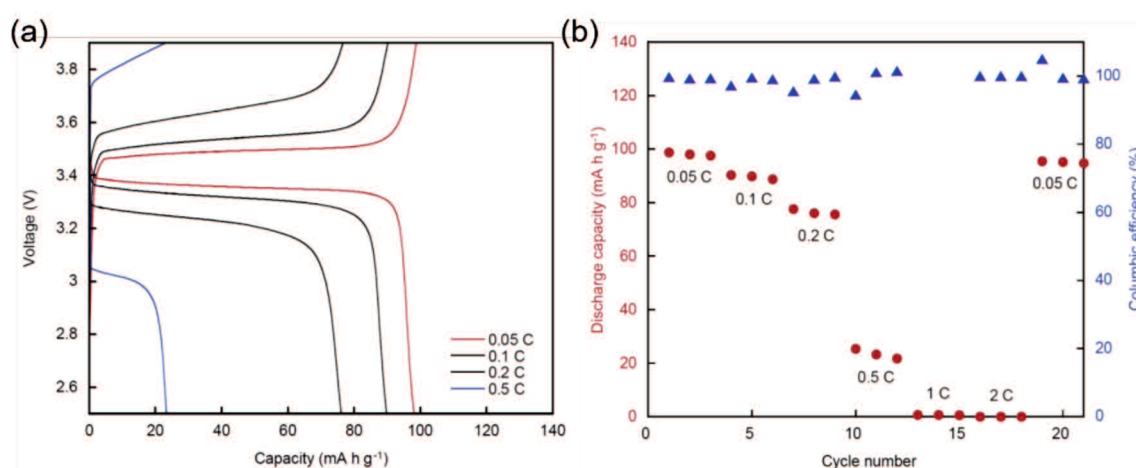 (a)
3.8
3.6
3.4
3.2
3
2.8
2.6
Voltage (V)
0.05 C
0.1 C
0.2 C
0.5 C
0 20 40 60 80 100 120 140
Capacity (mA h g⁻¹)
(b)
140
120
100
80
60
40
20
0
Discharge capacity (mA h g⁻¹)
0.05 C
0.1 C
0.2 C
0.5 C
1 C
2 C
0.05 C
100
80
60
40
20
0
Columbic efficiency (%)
0 5 10 15 20
Cycle number